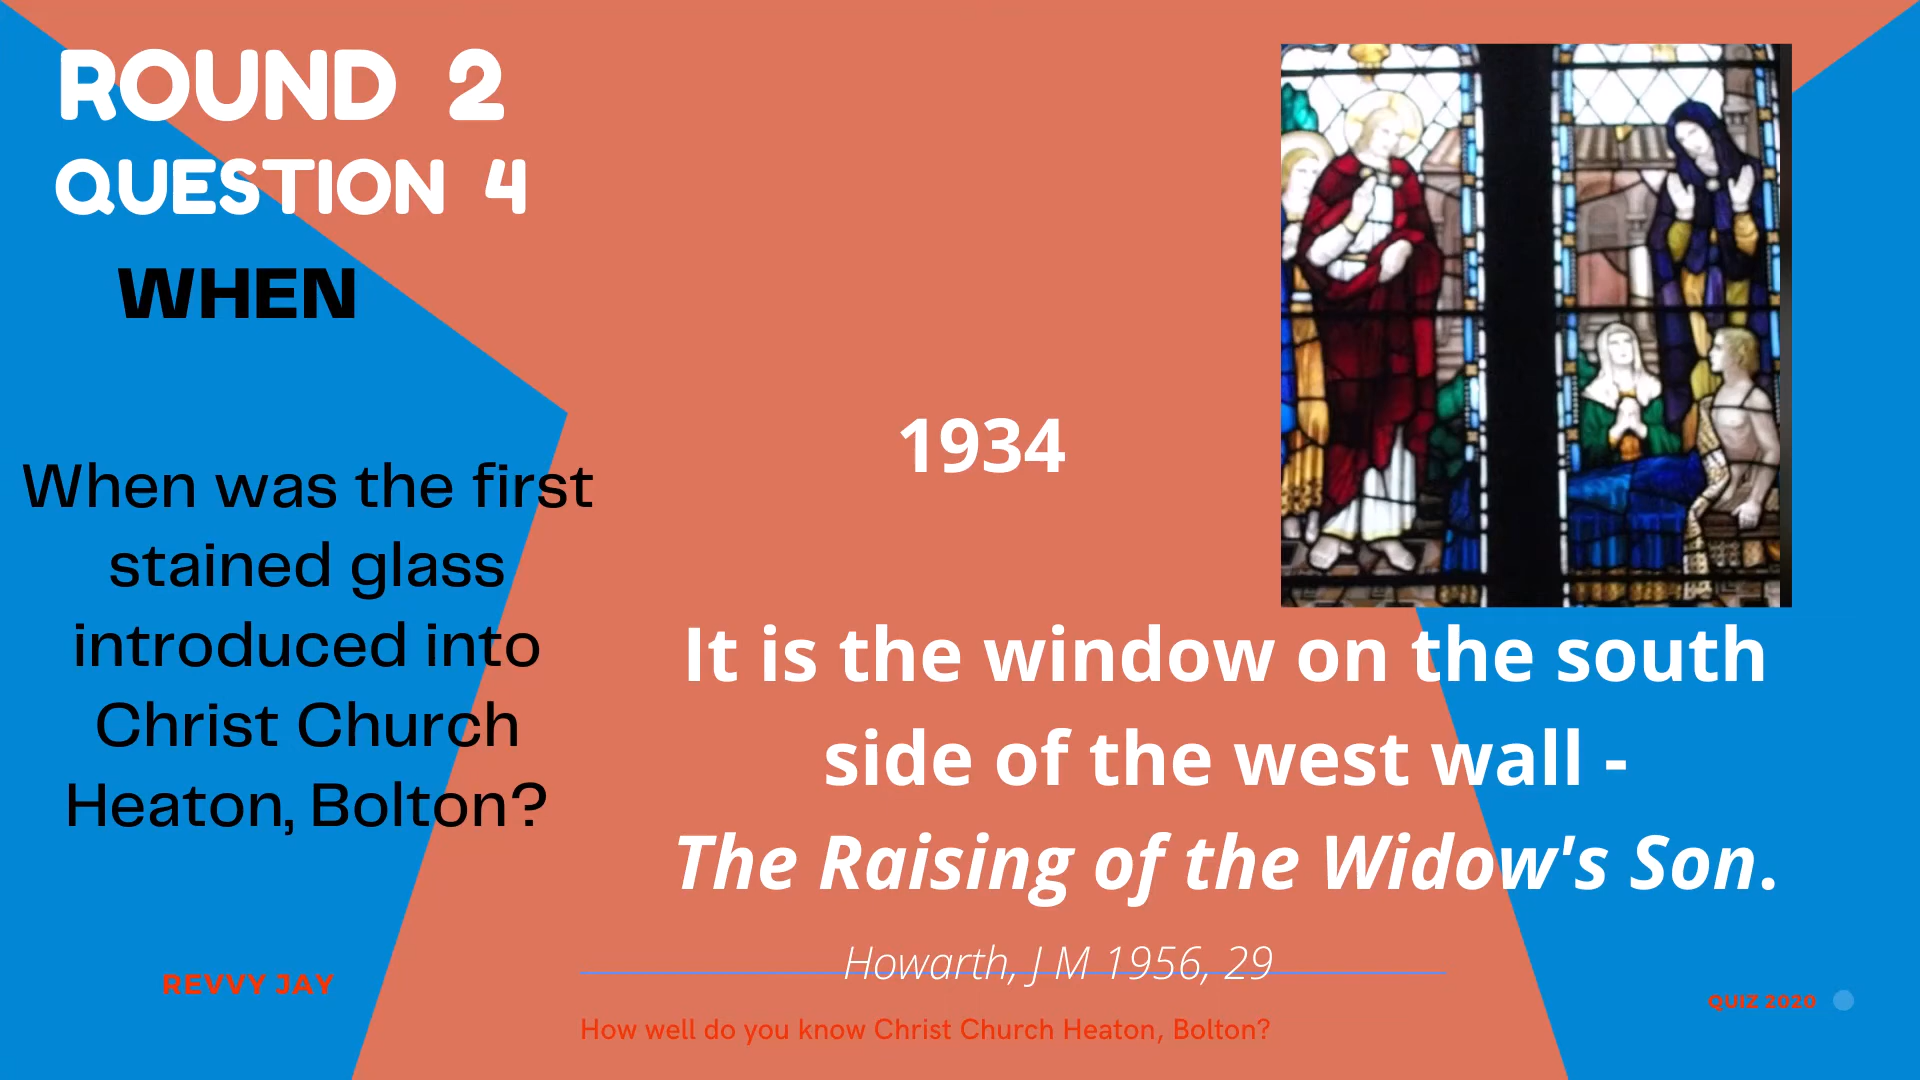 ROUND 2
QUESTION 4
WHEN
When was the first
stained glass
introduced into
Christ Church
Heaton, Bolton?
1934
It is the window on the south
side of the west wall -
The Raising of the Widow's Son.
Howarth, J M 1956, 29
REVVY JAY
QUIZ 2020
How well do you know Christ Church Heaton, Bolton?